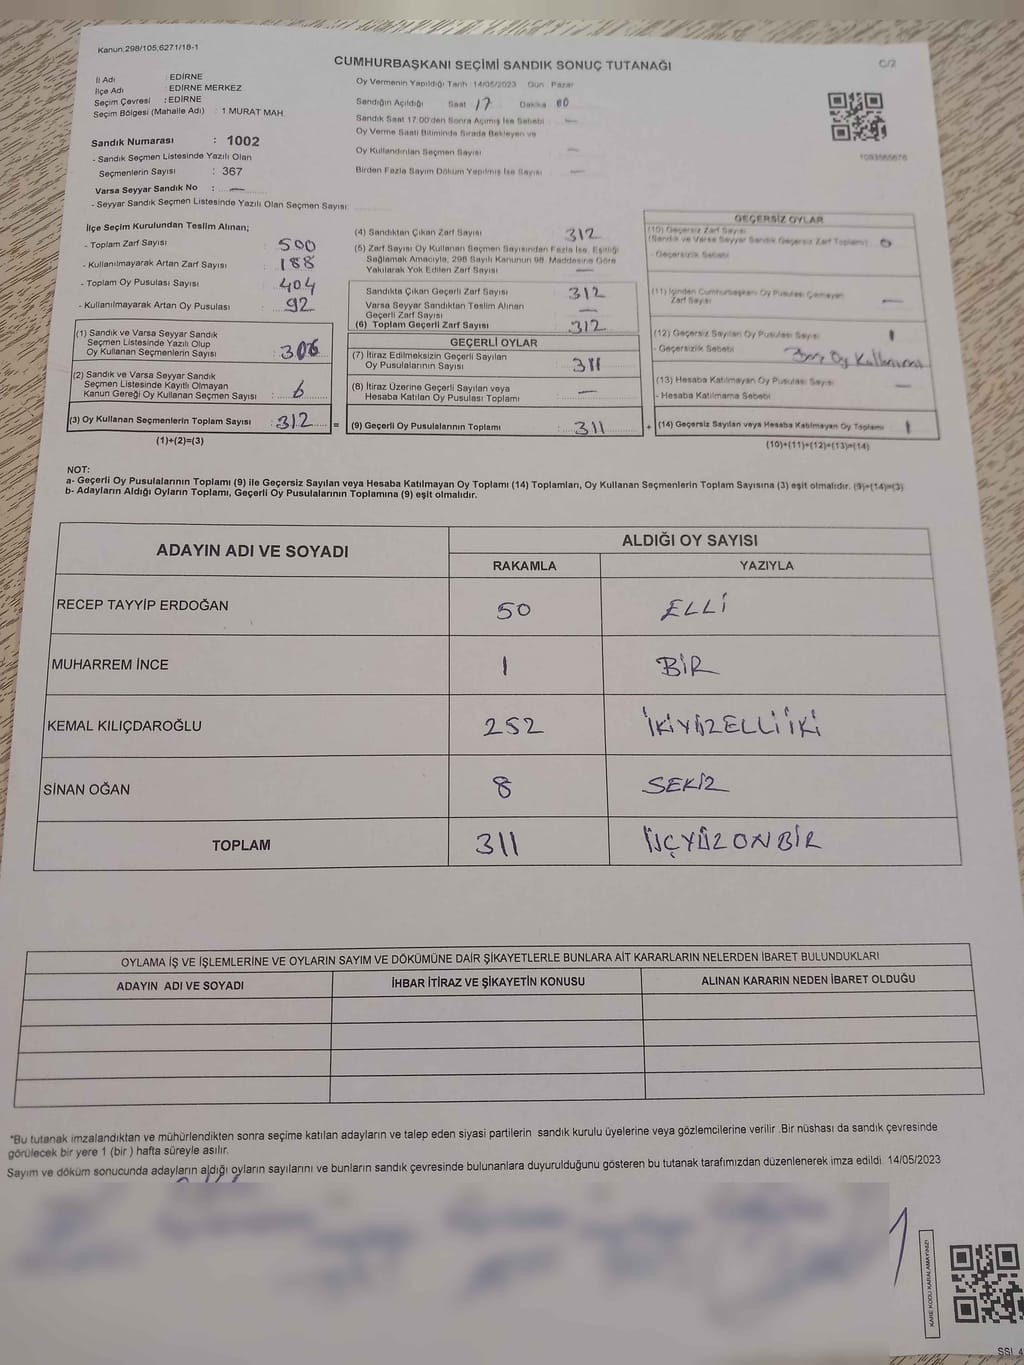 Kanun:298/105,6271/18-1
CUMHURBAŞKANI SEÇİMİ SANDIK SONUÇ TUTANAĞI
C/2
İl Adı : EDİRNE
İlçe Adı : EDİRNE MERKEZ
Seçim Çevresi : EDİRNE
Seçim Bölgesi (Mahalle Adı) : 1.MURAT MAH.
Sandık Numarası : 1002
- Sandık Seçmen Listesinde Yazılı Olan
Seçmenlerin Sayısı : 367
Varsa Seyyar Sandık No : —
- Seyyar Sandık Seçmen Listesinde Yazılı Olan Seçmen Sayısı:
Oy Vermenin Yapıldığı Tarih :14/05/2023 Gün : Pazar
Sandığın Açıldığı Saat 17 Dakika 00
Sandık Saat 17:00'den Sonra Açılmış İse Sebebi : —
Oy Verme Saati Bitiminde Sırada Bekleyen ve
Oy Kullandırılan Seçmen Sayısı —
Birden Fazla Sayım Döküm Yapılmış İse Sayısı —
1093565676
İlçe Seçim Kurulundan Teslim Alınan;
- Toplam Zarf Sayısı : 500
- Kullanılmayarak Artan Zarf Sayısı : 188
- Toplam Oy Pusulası Sayısı : 404
- Kullanılmayarak Artan Oy Pusulası : 92
(1) Sandık ve Varsa Seyyar Sandık
Seçmen Listesinde Yazılı Olup
Oy Kullanan Seçmenlerin Sayısı : 306
(2) Sandık ve Varsa Seyyar Sandık
Seçmen Listesinde Kayıtlı Olmayan
Kanun Gereği Oy Kullanan Seçmen Sayısı : 6
(3) Oy Kullanan Seçmenlerin Toplam Sayısı : 312
(1)+(2)=(3)
(4) Sandıktan Çıkan Zarf Sayısı : 312
(5) Zarf Sayısı Oy Kullanan Seçmen Sayısından Fazla İse, Eşitliği
Sağlamak Amacıyla, 298 Sayılı Kanunun 98. Maddesine Göre
Yakılarak Yok Edilen Zarf Sayısı —
Sandıkta Çıkan Geçerli Zarf Sayısı : 312
Varsa Seyyar Sandıktan Teslim Alınan
Geçerli Zarf Sayısı —
(6) Toplam Geçerli Zarf Sayısı : 312
GEÇERLİ OYLAR
(7) İtiraz Edilmeksizin Geçerli Sayılan
Oy Pusulalarının Sayısı : 311
(8) İtiraz Üzerine Geçerli Sayılan veya
Hesaba Katılan Oy Pusulası Toplamı : —
= (9) Geçerli Oy Pusulalarının Toplamı : 311
GEÇERSİZ OYLAR
(10) Geçersiz Zarf Sayısı
(Sandık ve Varsa Seyyar Sandık Geçersiz Zarf Toplamı) : 0
- Geçersizlik Sebebi
(11) İçinden Cumhurbaşkanı Oy Pusulası Çıkmayan
Zarf Sayısı —
(12) Geçersiz Sayılan Oy Pusulası Sayısı : 1
- Geçersizlik Sebebi Oy Kullanımı
(13) Hesaba Katılmayan Oy Pusulası Sayısı —
- Hesaba Katılmama Sebebi
+ (14) Geçersiz Sayılan veya Hesaba Katılmayan Oy Toplamı : 1
(10)+(11)+(12)+(13)=(14)
NOT:
a- Geçerli Oy Pusulalarının Toplamı (9) ile Geçersiz Sayılan veya Hesaba Katılmayan Oy Toplamı (14) Toplamları, Oy Kullanan Seçmenlerin Toplam Sayısına (3) eşit olmalıdır. (9)+(14)=(3)
b- Adayların Aldığı Oyların Toplamı, Geçerli Oy Pusulalarının Toplamına (9) eşit olmalıdır.
ADAYIN ADI VE SOYADI
ALDIĞI OY SAYISI
RAKAMLA YAZIYLA
RECEP TAYYİP ERDOĞAN 50 ELLİ
MUHARREM İNCE 1 BİR
KEMAL KILIÇDAROĞLU 252 İKİYÜZELLİİKİ
SİNAN OĞAN 8 SEKİZ
TOPLAM 311 ÜÇYÜZONBİR
OYLAMA İŞ VE İŞLEMLERİNE VE OYLARIN SAYIM VE DÖKÜMÜNE DAİR ŞİKAYETLERLE BUNLARA AİT KARARLARIN NELERDEN İBARET BULUNDUKLARI
ADAYIN ADI VE SOYADI İHBAR İTİRAZ VE ŞİKAYETİN KONUSU ALINAN KARARIN NEDEN İBARET OLDUĞU
*Bu tutanak imzalandıktan ve mühürlendikten sonra seçime katılan adayların ve talep eden siyasi partilerin sandık kurulu üyelerine veya gözlemcilerine verilir. Bir nüshası da sandık çevresinde
görülecek bir yere 1 (bir) hafta süreyle asılır.
Sayım ve döküm sonucunda adayların aldığı oyların sayılarını ve bunların sandık çevresinde bulunanlara duyurulduğunu gösteren bu tutanak tarafımızdan düzenlenerek imza edildi. 14/05/2023
KARE KODU KARALAMAYINIZ!
SSI_4